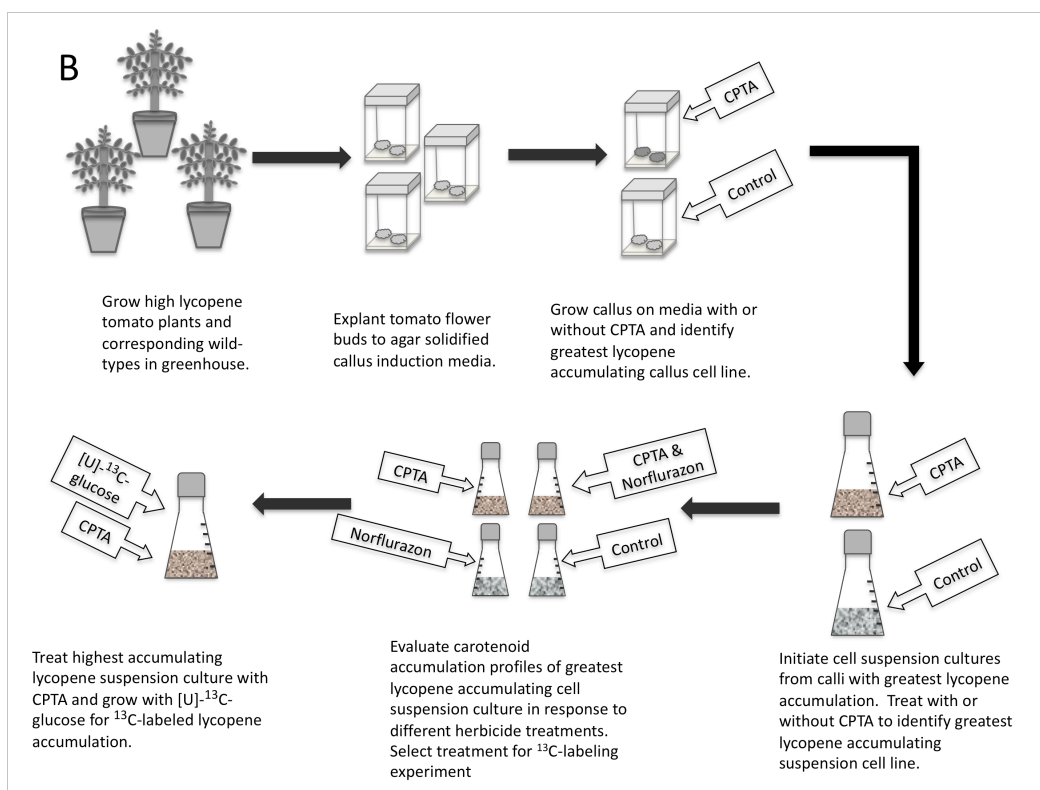 B
CPTA
Control
Grow high lycopene
tomato plants and
corresponding wild-
types in greenhouse.
Explant tomato flower
buds to agar solidified
callus induction media.
Grow callus on media with or
without CPTA and identify
greatest lycopene
accumulating callus cell line.
CPTA
Control
Initiate cell suspension cultures
from calli with greatest lycopene
accumulation.  Treat with or
without CPTA to identify greatest
lycopene accumulating
suspension cell line.
CPTA
CPTA &
Norflurazon
Norflurazon
Control
Evaluate carotenoid
accumulation profiles of greatest
lycopene accumulating cell
suspension culture in response to
different herbicide treatments.
Select treatment for ¹³C-labeling
experiment
[U]-¹³C-
glucose
CPTA
Treat highest accumulating
lycopene suspension culture with
CPTA and grow with [U]-¹³C-
glucose for ¹³C-labeled lycopene
accumulation.